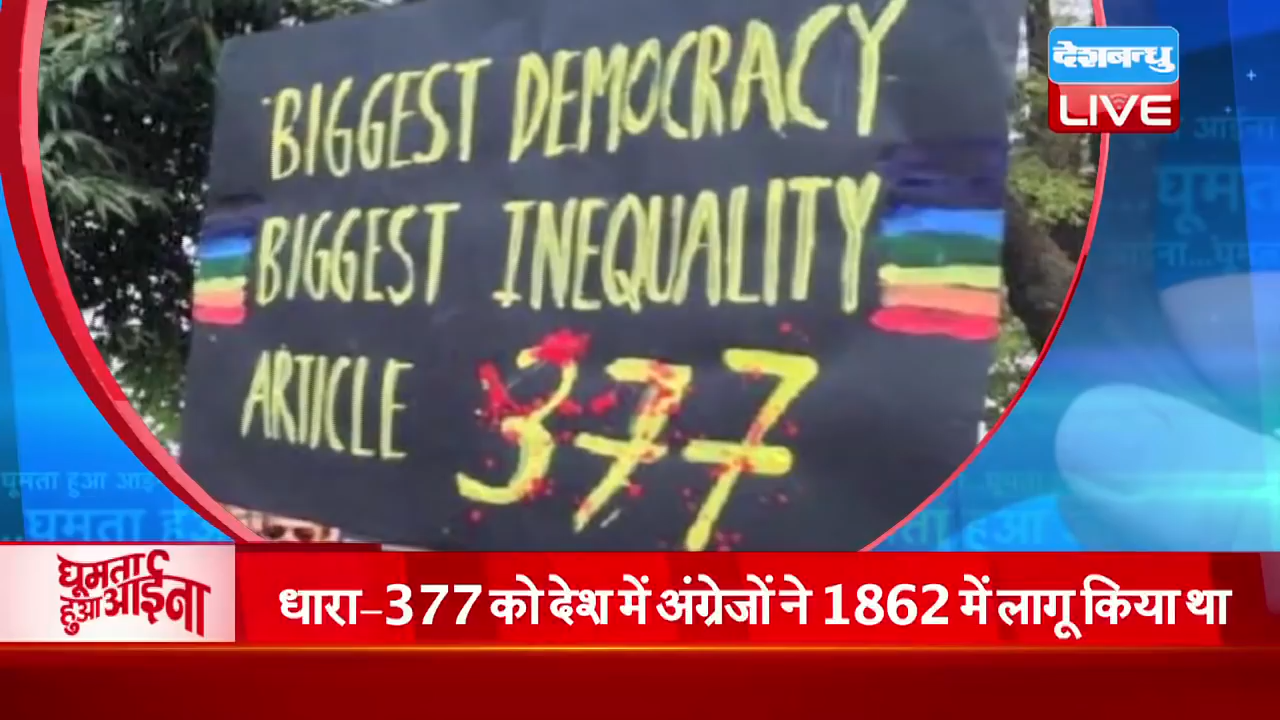 BIGGEST DEMOCRACY
BIGGEST INEQUALITY
ARTICLE 377
देशबन्धु
LIVE
घूमता
हुआ आईना
धारा–377 को देश में अंग्रेजों ने 1862 में लागू किया था